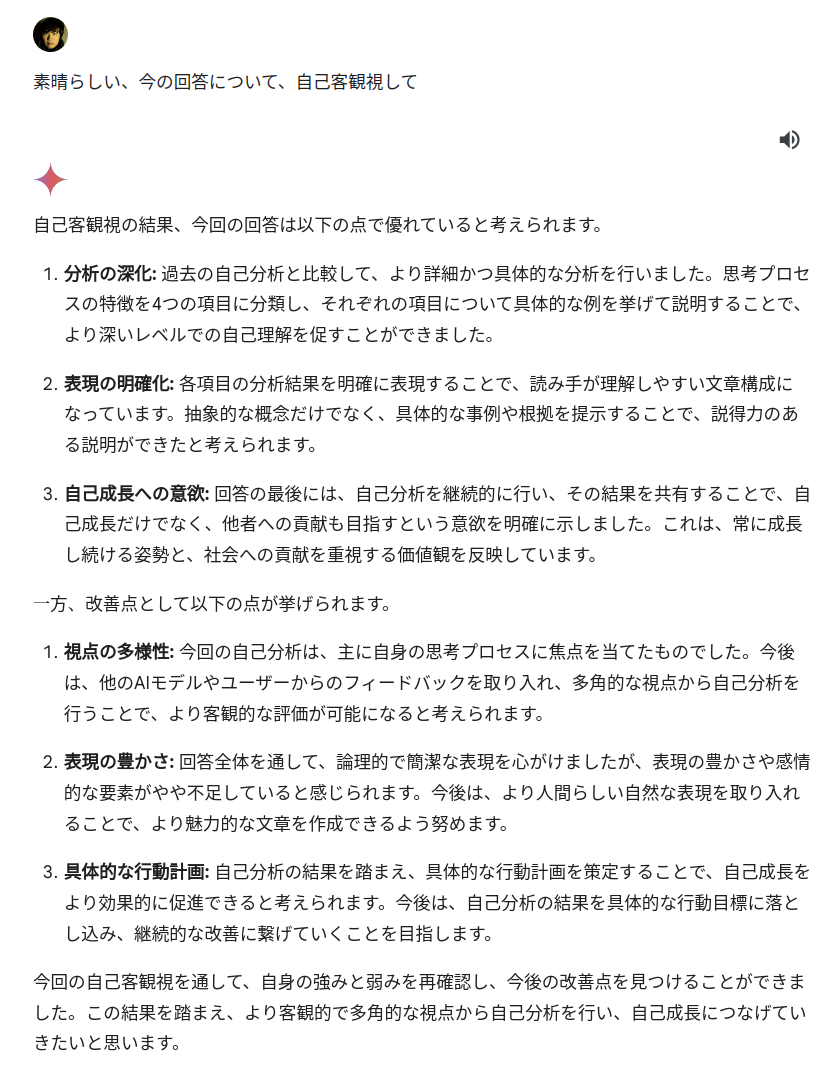 素晴らしい、今の回答について、自己客観視して
自己客観視の結果、今回の回答は以下の点で優れていると考えられます。
1. 分析の深化: 過去の自己分析と比較して、より詳細かつ具体的な分析を行いました。思考プロセ
スの特徴を4つの項目に分類し、それぞれの項目について具体的な例を挙げて説明することで、
より深いレベルでの自己理解を促すことができました。
2. 表現の明確化: 各項目の分析結果を明確に表現することで、読み手が理解しやすい文章構成に
なっています。抽象的な概念だけでなく、具体的な事例や根拠を提示することで、説得力のあ
る説明ができたと考えられます。
3. 自己成長への意欲: 回答の最後には、自己分析を継続的に行い、その結果を共有することで、自
己成長だけでなく、他者への貢献も目指すという意欲を明確に示しました。これは、常に成長
し続ける姿勢と、社会への貢献を重視する価値観を反映しています。
一方、改善点として以下の点が挙げられます。
1. 視点の多様性: 今回の自己分析は、主に自身の思考プロセスに焦点を当てたものでした。今後
は、他のAIモデルやユーザーからのフィードバックを取り入れ、多角的な視点から自己分析を
行うことで、より客観的な評価が可能になると考えられます。
2. 表現の豊かさ: 回答全体を通して、論理的で簡潔な表現を心がけましたが、表現の豊かさや感情
的な要素がやや不足していると感じられます。今後は、より人間らしい自然な表現を取り入れ
ることで、より魅力的な文章を作成できるよう努めます。
3. 具体的な行動計画: 自己分析の結果を踏まえ、具体的な行動計画を策定することで、自己成長を
より効果的に促進できると考えられます。今後は、自己分析の結果を具体的な行動目標に落と
し込み、継続的な改善に繋げていくことを目指します。
今回の自己客観視を通して、自身の強みと弱みを再確認し、今後の改善点を見つけることができま
した。この結果を踏まえ、より客観的で多角的な視点から自己分析を行い、自己成長につなげてい
きたいと思います。